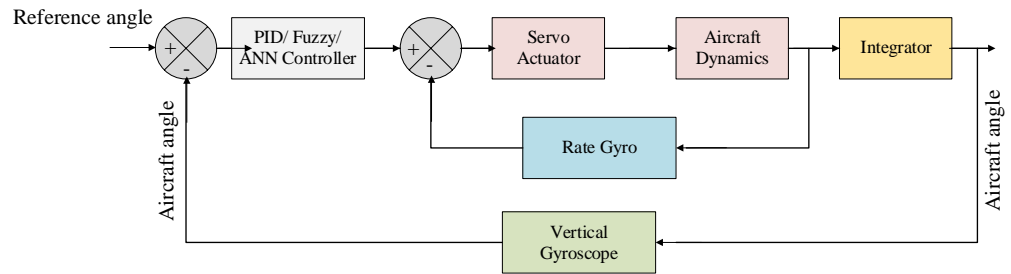 Reference angle
+
-
PID/ Fuzzy/
ANN Controller
+
-
Servo
Actuator
Aircraft
Dynamics
Integrator
Rate Gyro
Aircraft angle
Aircraft angle
Vertical
Gyroscope